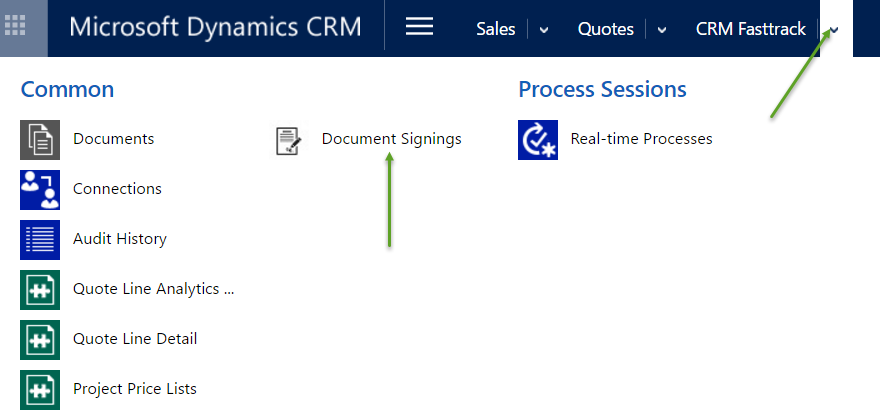 Microsoft Dynamics CRM
Sales
Quotes
CRM Fasttrack
Common
Documents
Connections
Audit History
Quote Line Analytics ...
Quote Line Detail
Project Price Lists
Document Signings
Process Sessions
Real-time Processes